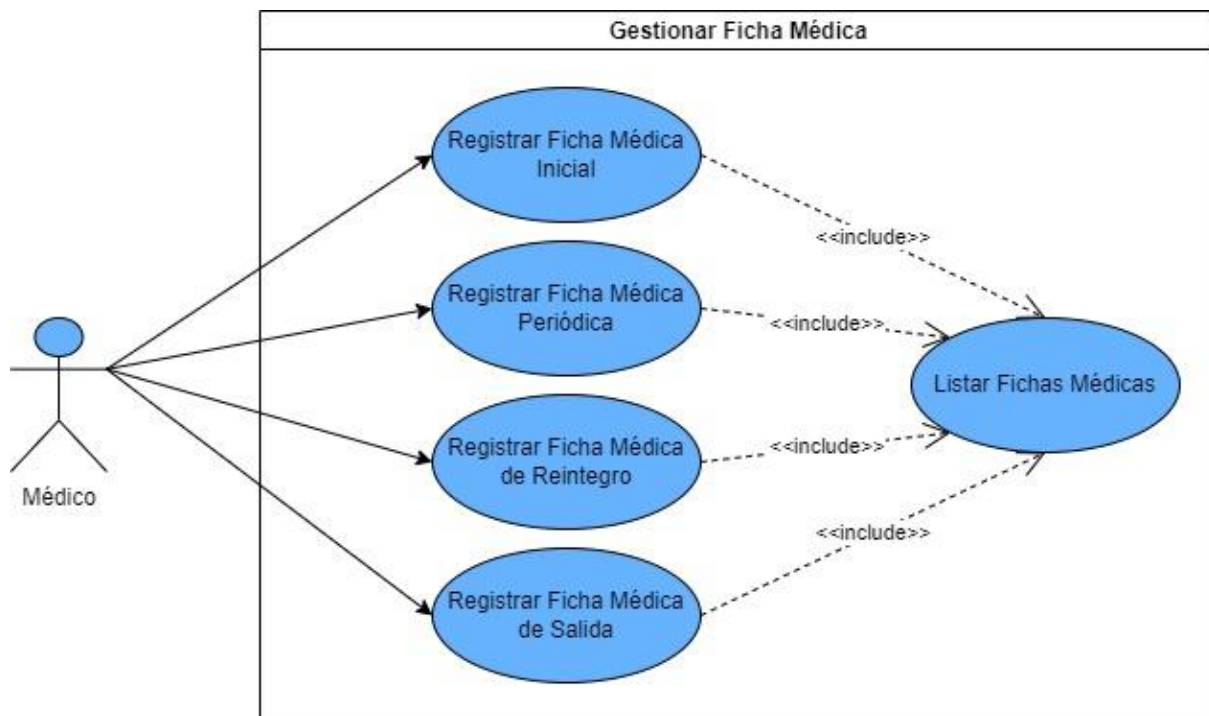 Gestionar Ficha Médica
Registrar Ficha Médica
Inicial
<<include>>
Registrar Ficha Médica
Periódica
<<include>>
Listar Fichas Médicas
Registrar Ficha Médica
de Reintegro
<<include>>
Médico
<<include>>
Registrar Ficha Médica
de Salida